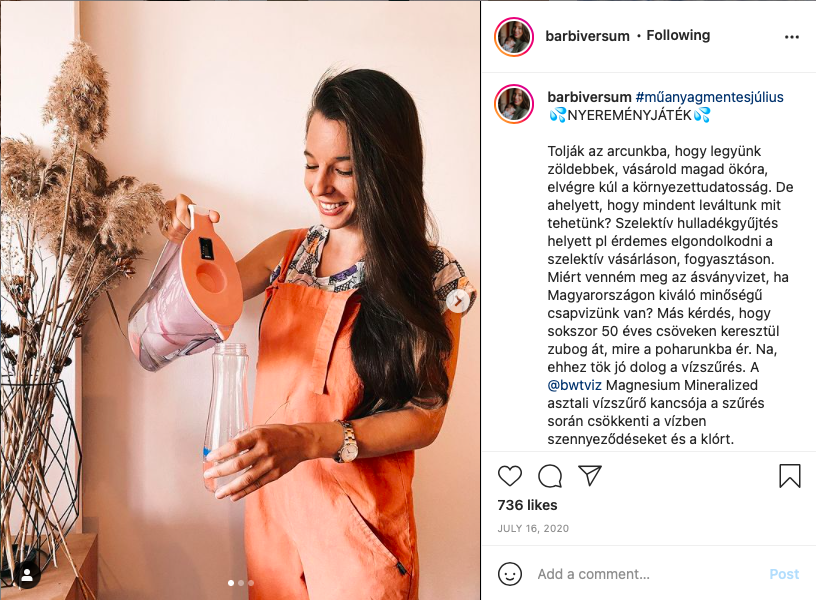 barbiversum • Following
barbiversum #műanyagmentesjúlius
💦NYEREMÉNYJÁTÉK💦
Tolják az arcunkba, hogy legyünk
zöldebbek, vásárold magad ökóra,
elvégre kúl a környezettudatosság. De
ahelyett, hogy mindent leváltunk mit
tehetünk? Szelektív hulladékgyűjtés
helyett pl érdemes elgondolkodni a
szelektív vásárláson, fogyasztáson.
Miért venném meg az ásványvizet, ha
Magyarországon kiváló minőségű
csapvizünk van? Más kérdés, hogy
sokszor 50 éves csöveken keresztül
zubog át, mire a poharunkba ér. Na,
ehhez tök jó dolog a vízszűrés. A
@bwtviz Magnesium Mineralized
asztali vízszűrő kancsója a szűrés
során csökkenti a vízben
szennyeződéseket és a klórt.
736 likes
JULY 16, 2020
Add a comment...
Post